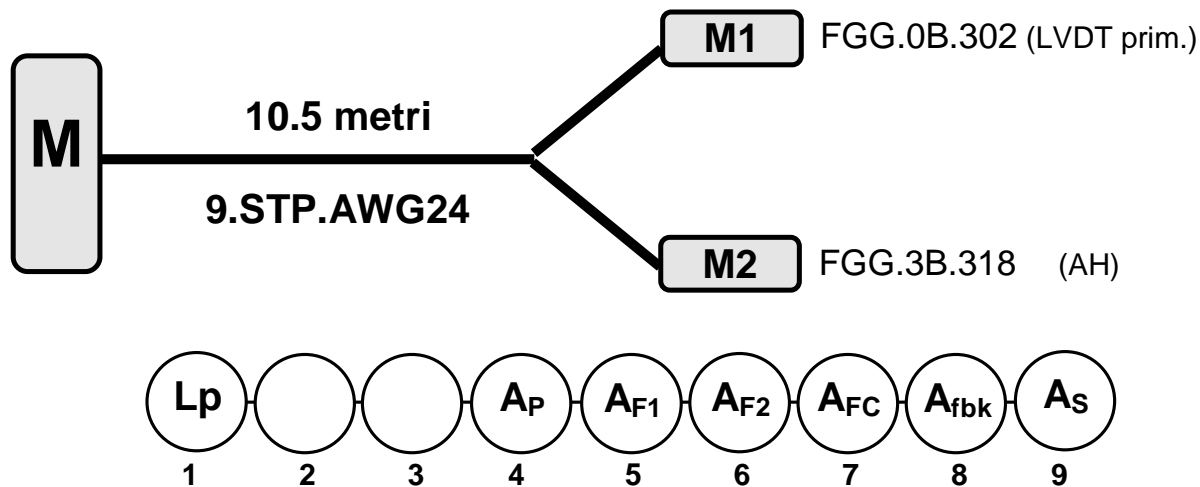 M1 FGG.0B.302 (LVDT prim.)
M
10.5 metri
9.STP.AWG24
M2 FGG.3B.318 (AH)
Lp AP AF1 AF2 AFC Afbk AS
1 2 3 4 5 6 7 8 9